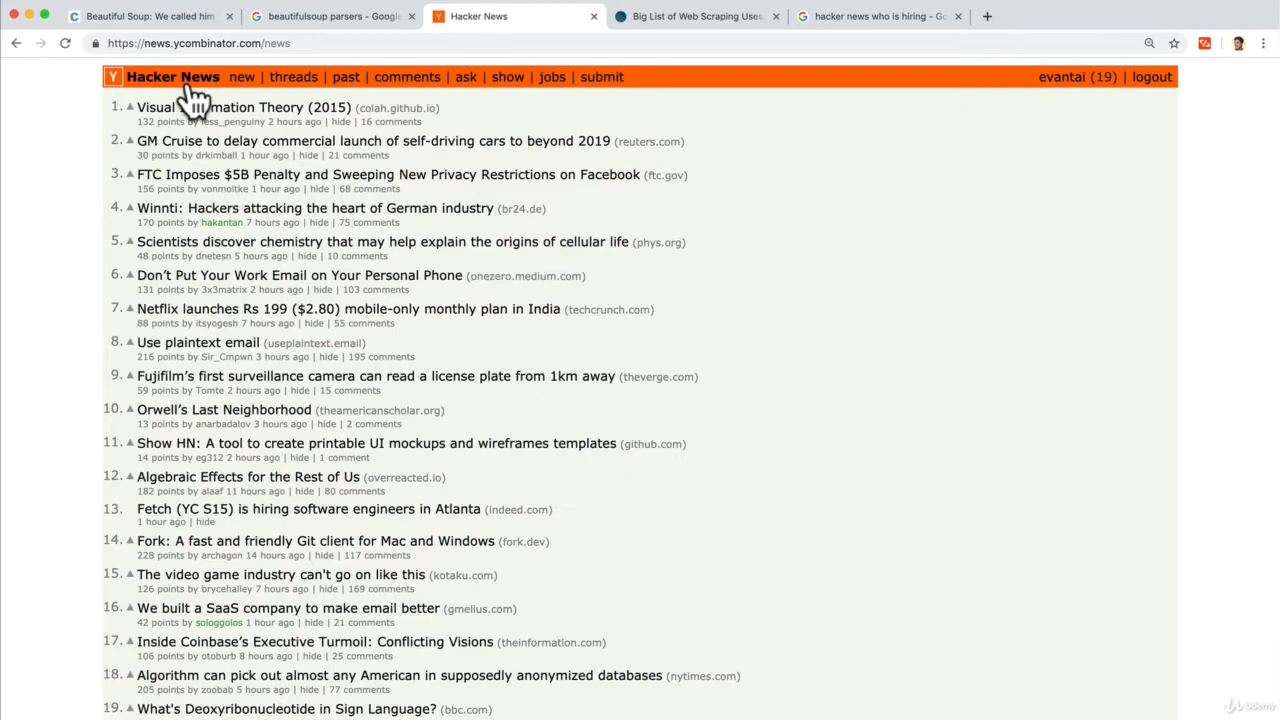 Beautiful Soup: We called him
beautifulsoup parsers - Google
Hacker News
Big List of Web Scraping Uses
hacker news who is hiring - Go
https://news.ycombinator.com/news
Y Hacker News new | threads | past | comments | ask | show | jobs | submit evantai (19) | logout
1. Visual mation Theory (2015) (colah.github.io)
132 points by less_penguiny 2 hours ago | hide | 16 comments
2. GM Cruise to delay commercial launch of self-driving cars to beyond 2019 (reuters.com)
30 points by drkimball 1 hour ago | hide | 21 comments
3. FTC Imposes $5B Penalty and Sweeping New Privacy Restrictions on Facebook (ftc.gov)
156 points by vonmoltke 1 hour ago | hide | 68 comments
4. Winnti: Hackers attacking the heart of German industry (br24.de)
170 points by hakantan 7 hours ago | hide | 75 comments
5. Scientists discover chemistry that may help explain the origins of cellular life (phys.org)
48 points by dnetesn 5 hours ago | hide | 10 comments
6. Don’t Put Your Work Email on Your Personal Phone (onezero.medium.com)
131 points by 3x3matrix 2 hours ago | hide | 103 comments
7. Netflix launches Rs 199 ($2.80) mobile-only monthly plan in India (techcrunch.com)
88 points by itsyogesh 7 hours ago | hide | 55 comments
8. Use plaintext email (useplaintext.email)
216 points by Sir_Cmpwn 3 hours ago | hide | 195 comments
9. Fujifilm’s first surveillance camera can read a license plate from 1km away (theverge.com)
59 points by Tomte 2 hours ago | hide | 15 comments
10. Orwell’s Last Neighborhood (theamericanscholar.org)
13 points by anarbadalov 3 hours ago | hide | 2 comments
11. Show HN: A tool to create printable UI mockups and wireframes templates (github.com)
14 points by eg312 2 hours ago | hide | 1 comment
12. Algebraic Effects for the Rest of Us (overreacted.io)
182 points by alaaf 11 hours ago | hide | 80 comments
13. Fetch (YC S15) is hiring software engineers in Atlanta (indeed.com)
1 hour ago | hide
14. Fork: A fast and friendly Git client for Mac and Windows (fork.dev)
228 points by archagon 14 hours ago | hide | 117 comments
15. The video game industry can't go on like this (kotaku.com)
126 points by brycehalley 7 hours ago | hide | 169 comments
16. We built a SaaS company to make email better (gmelius.com)
42 points by sologgolos 1 hour ago | hide | 21 comments
17. Inside Coinbase’s Executive Turmoil: Conflicting Visions (theinformation.com)
106 points by otoburb 8 hours ago | hide | 25 comments
18. Algorithm can pick out almost any American in supposedly anonymized databases (nytimes.com)
205 points by zoobab 5 hours ago | hide | 77 comments
19. What's Deoxyribonucleotide in Sign Language? (bbc.com)
Udemy